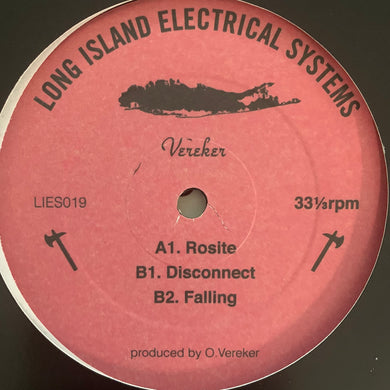 LONG ISLAND ELECTRICAL SYSTEMS
Vereker
LIES019
33⅓rpm
A1. Rosite
B1. Disconnect
B2. Falling
produced by O.Vereker